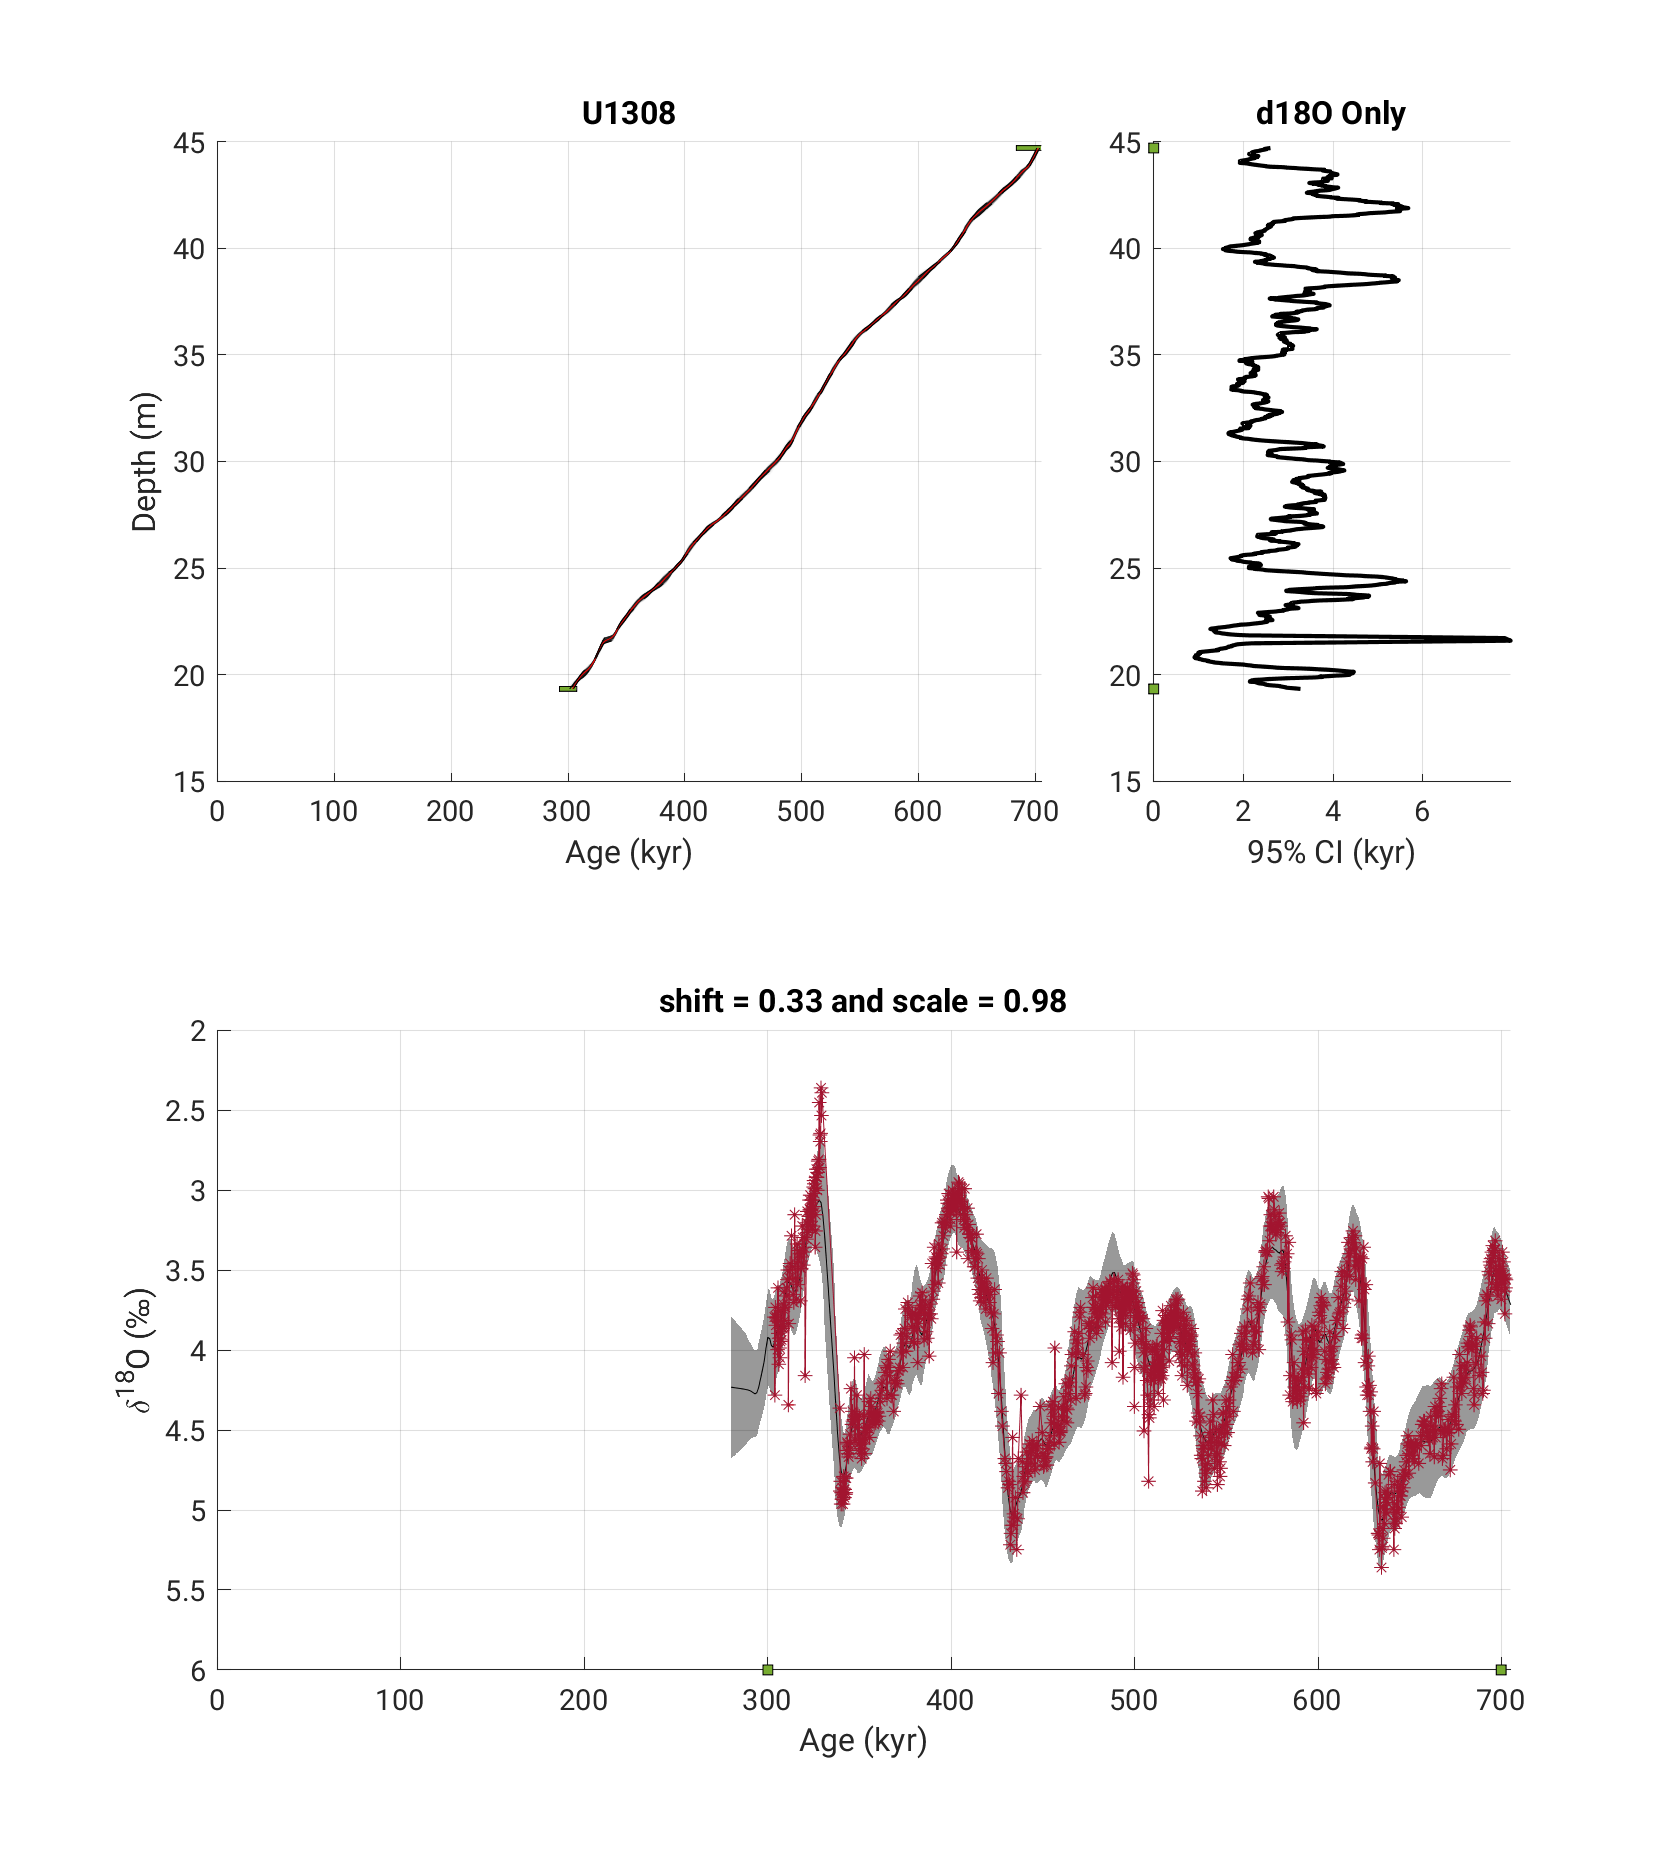 U1308
45
40
35
30
25
20
15
Depth (m)
0 100 200 300 400 500 600 700
Age (kyr)
d18O Only
45
40
35
30
25
20
15
0 2 4 6
95% CI (kyr)
shift = 0.33 and scale = 0.98
2
2.5
3
3.5
4
4.5
5
5.5
6
δ18O (‰)
0 100 200 300 400 500 600 700
Age (kyr)